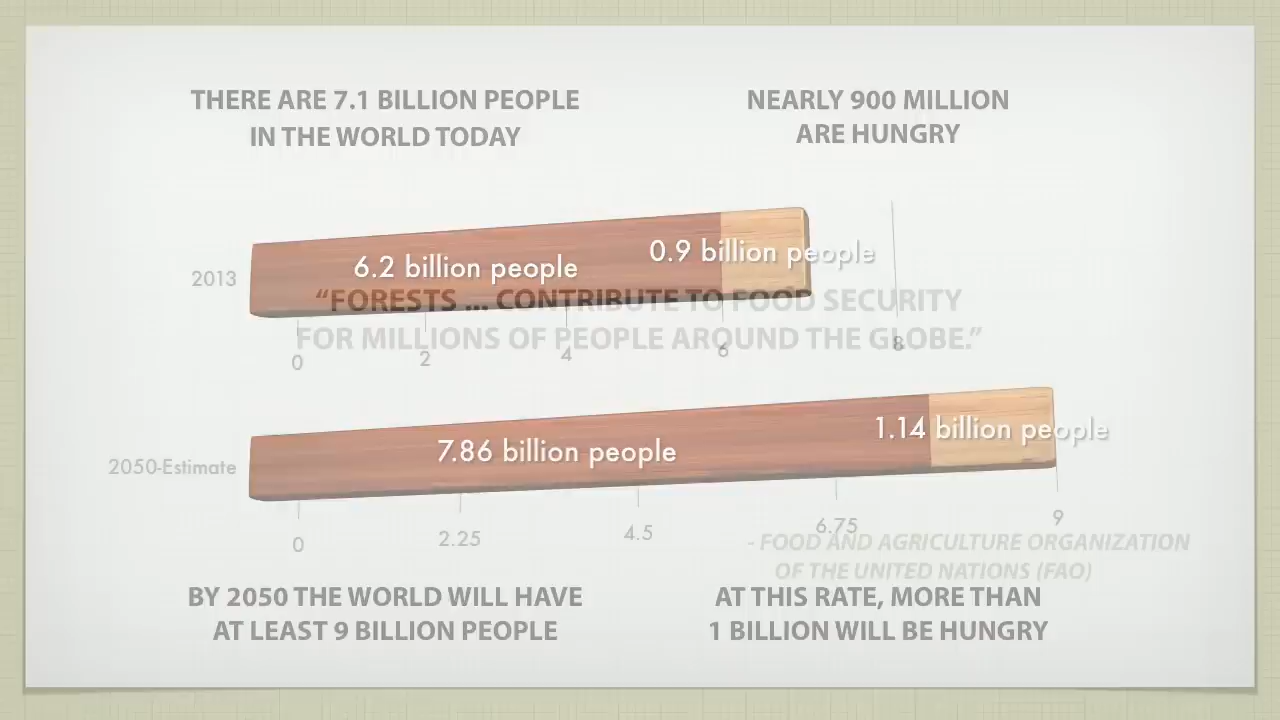 THERE ARE 7.1 BILLION PEOPLE
IN THE WORLD TODAY
NEARLY 900 MILLION
ARE HUNGRY
2013
6.2 billion people
0.9 billion people
“FORESTS ... CONTRIBUTE TO FOOD SECURITY
FOR MILLIONS OF PEOPLE AROUND THE GLOBE.”
0 2 4 6 8
2050-Estimate
7.86 billion people
1.14 billion people
0 2.25 4.5 6.75 9
- FOOD AND AGRICULTURE ORGANIZATION
OF THE UNITED NATIONS (FAO)
BY 2050 THE WORLD WILL HAVE
AT LEAST 9 BILLION PEOPLE
AT THIS RATE, MORE THAN
1 BILLION WILL BE HUNGRY